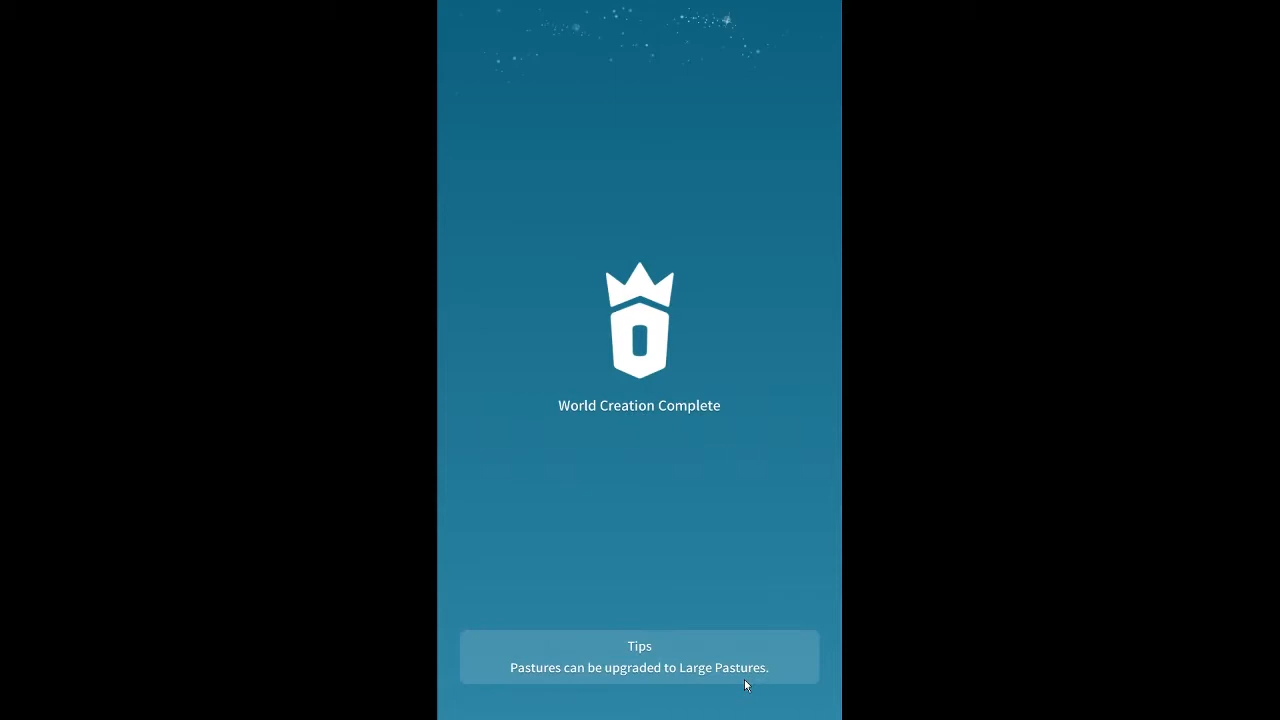 World Creation Complete
Tips
Pastures can be upgraded to Large Pastures.